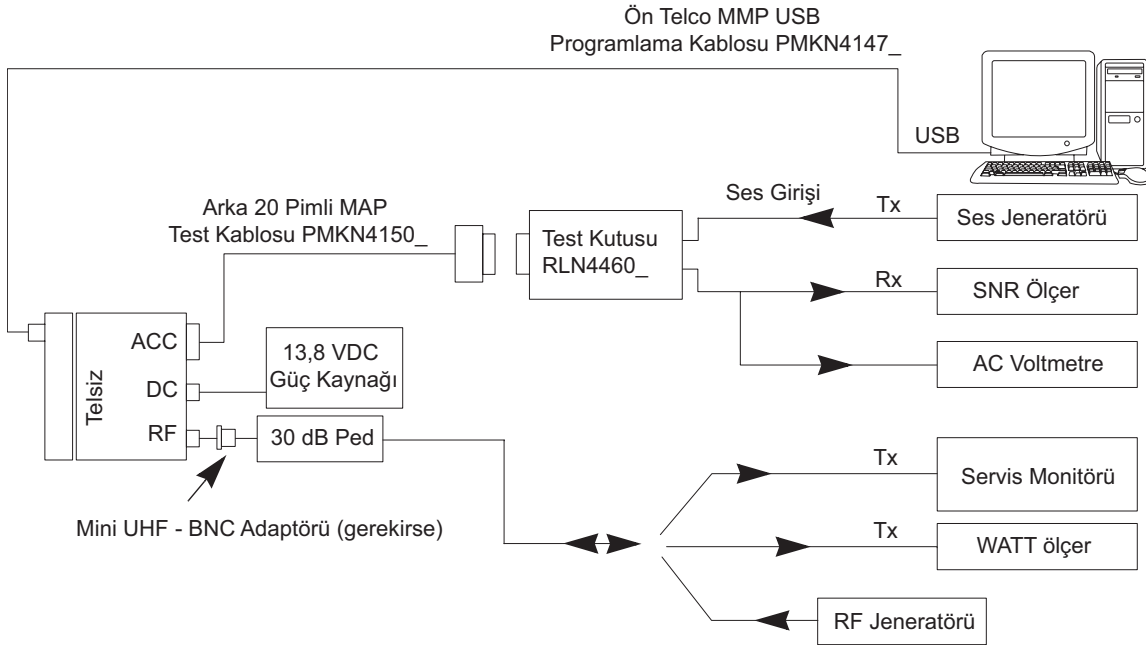 Ön Telco MMP USB
Programlama Kablosu PMKN4147_
USB
Arka 20 Pimli MAP
Test Kablosu PMKN4150_
Test Kutusu
RLN4460_
Ses Girişi
Tx
Ses Jeneratörü
Rx
SNR Ölçer
AC Voltmetre
Telsiz
ACC
DC
RF
13,8 VDC
Güç Kaynağı
30 dB Ped
Mini UHF - BNC Adaptörü (gerekirse)
Tx
Servis Monitörü
Tx
WATT ölçer
RF Jeneratörü